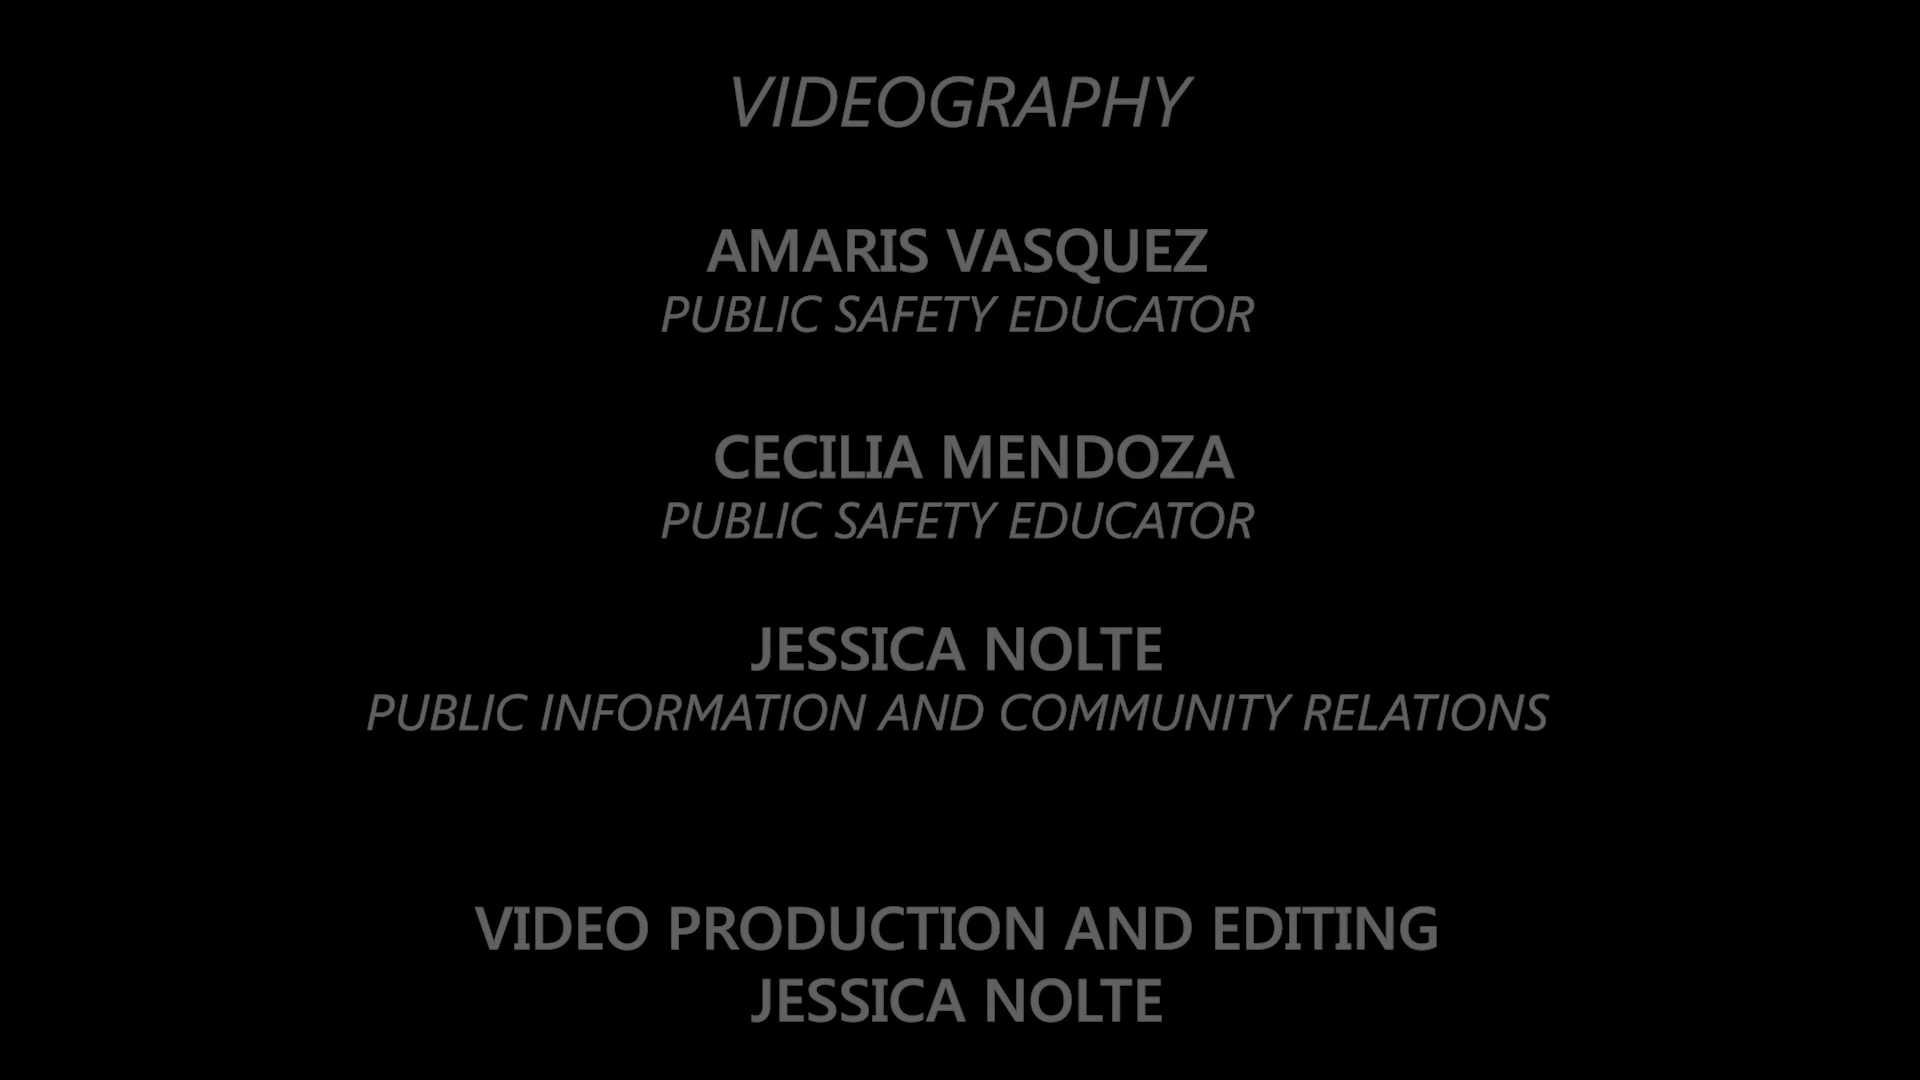 VIDEOGRAPHY
AMARIS VASQUEZ
PUBLIC SAFETY EDUCATOR
CECILIA MENDOZA
PUBLIC SAFETY EDUCATOR
JESSICA NOLTE
PUBLIC INFORMATION AND COMMUNITY RELATIONS
VIDEO PRODUCTION AND EDITING
JESSICA NOLTE